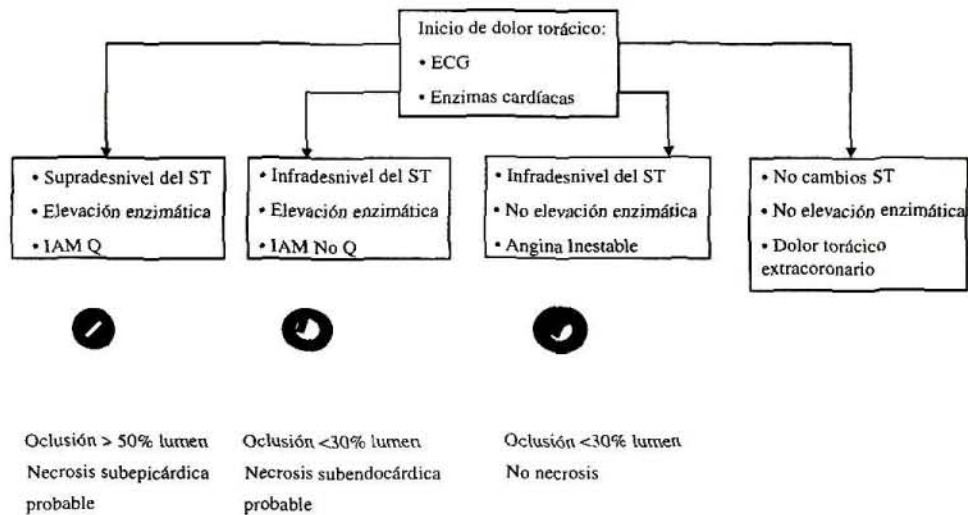 Inicio de dolor torácico:
• ECG
• Enzimas cardíacas
• Supradesnivel del ST
• Elevación enzimática
• IAM Q
• Infradesnivel del ST
• Elevación enzimática
• IAM No Q
• Infradesnivel del ST
• No elevación enzimática
• Angina Inestable
• No cambios ST
• No elevación enzimática
• Dolor torácico
extracoronario
Oclusión > 50% lumen
Necrosis subepicárdica
probable
Oclusión <30% lumen
Necrosis subendocárdica
probable
Oclusión <30% lumen
No necrosis